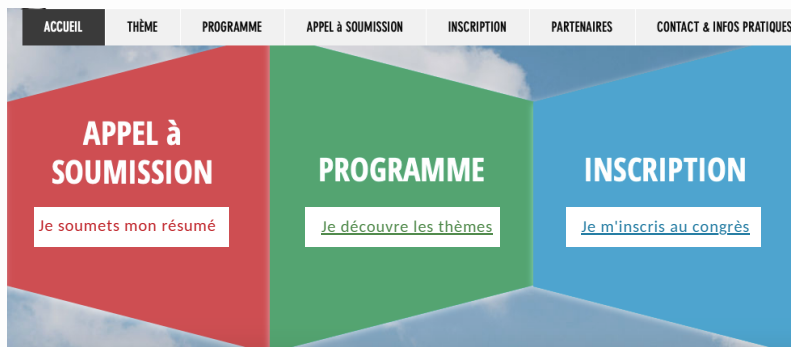 ACCUEIL THÈME PROGRAMME APPEL à SOUMISSION INSCRIPTION PARTENAIRES CONTACT & INFOS PRATIQUES
APPEL à
SOUMISSION
Je soumets mon résumé
PROGRAMME
Je découvre les thèmes
INSCRIPTION
Je m'inscris au congrès